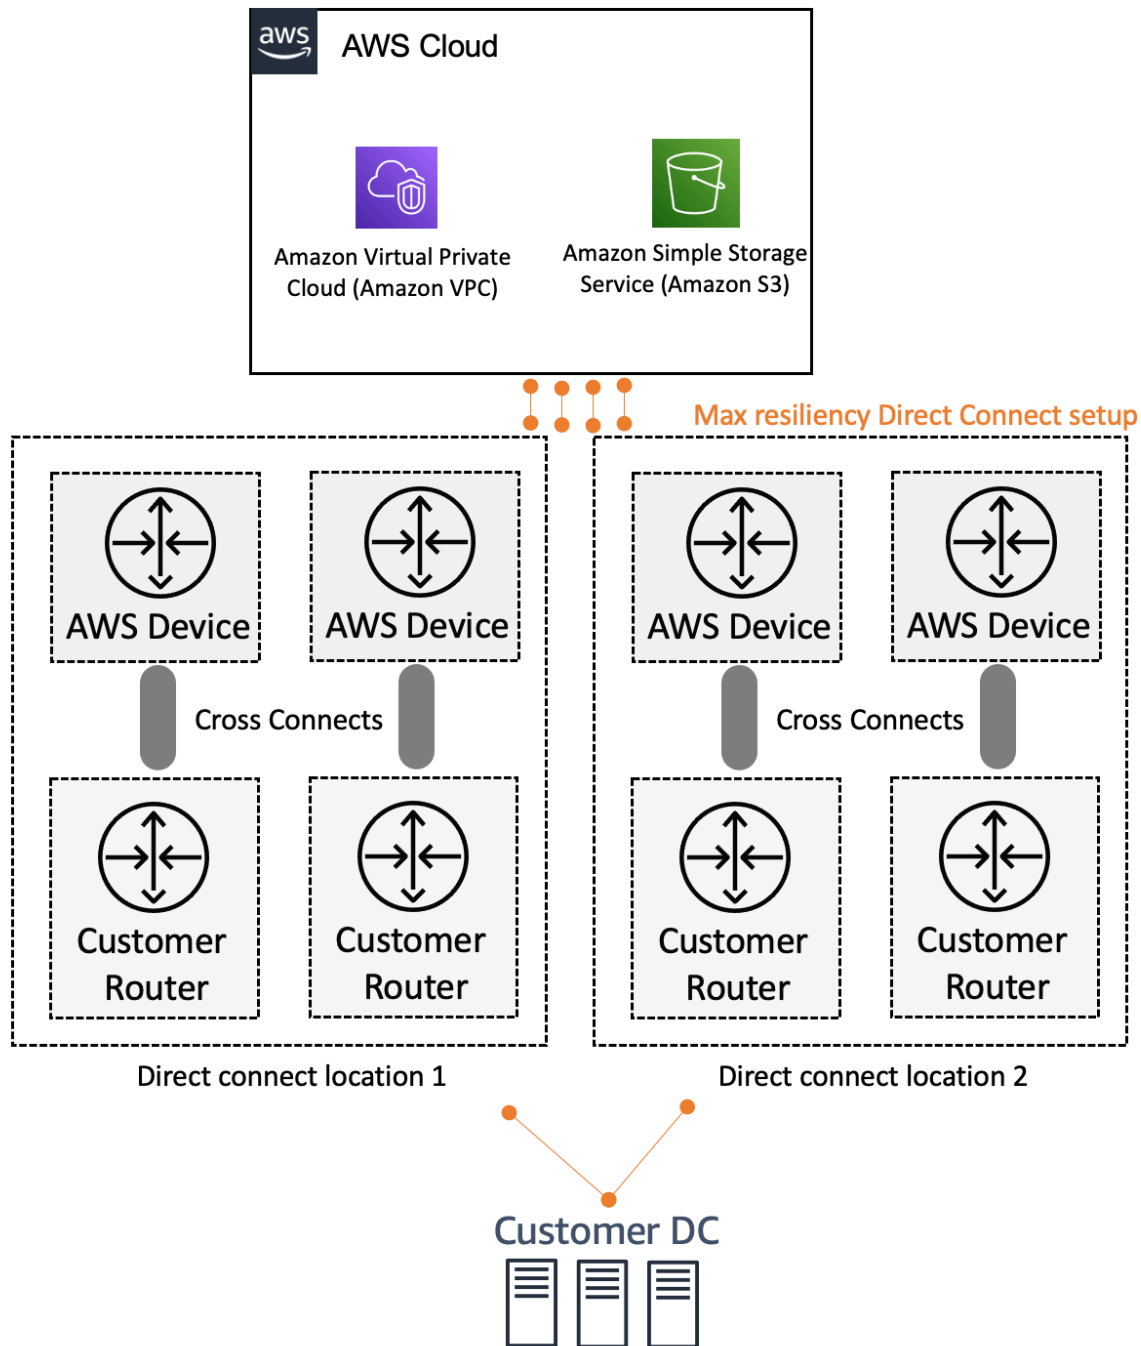 aws
AWS Cloud
Amazon Virtual Private
Cloud (Amazon VPC)
Amazon Simple Storage
Service (Amazon S3)
Max resiliency Direct Connect setup
AWS Device
AWS Device
AWS Device
AWS Device
Cross Connects
Cross Connects
Customer
Router
Customer
Router
Customer
Router
Customer
Router
Direct connect location 1
Direct connect location 2
Customer DC